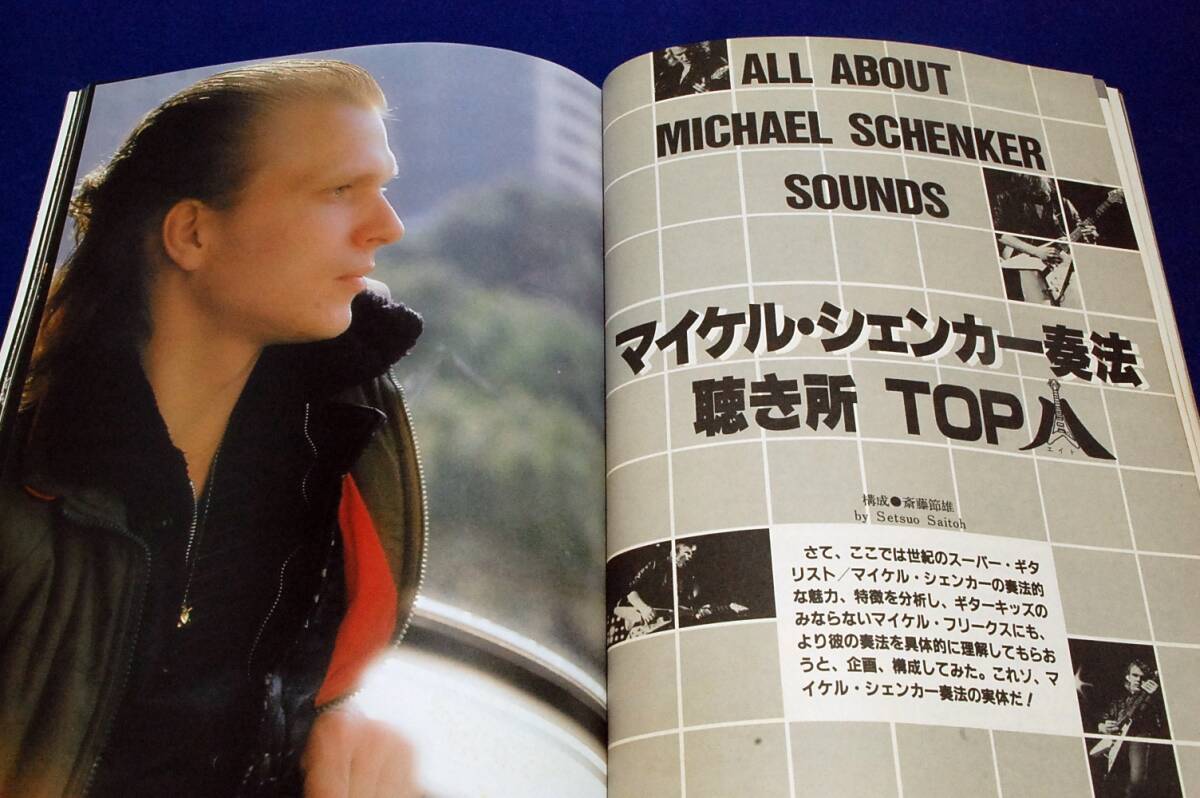 ALL ABOUT
MICHAEL SCHENKER
SOUNDS
マイケル・シェンカー奏法
聴き所 TOP八
エイト
構成●斎藤節雄
by Setsuo Saitoh
さて、ここでは世紀のスーパー・ギタ
リスト／マイケル・シェンカーの奏法的
な魅力、特徴を分析し、ギターキッズの
みならないマイケル・フリークスにも、
より彼の奏法を具体的に理解してもらお
うと、企画、構成してみた。これゾ、マ
イケル・シェンカー奏法の実体だ！